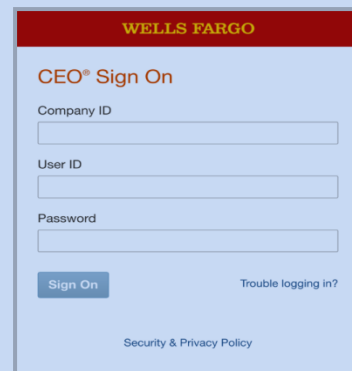 WELLS FARGO
CEO® Sign On
Company ID
User ID
Password
Sign On
Trouble logging in?
Security & Privacy Policy